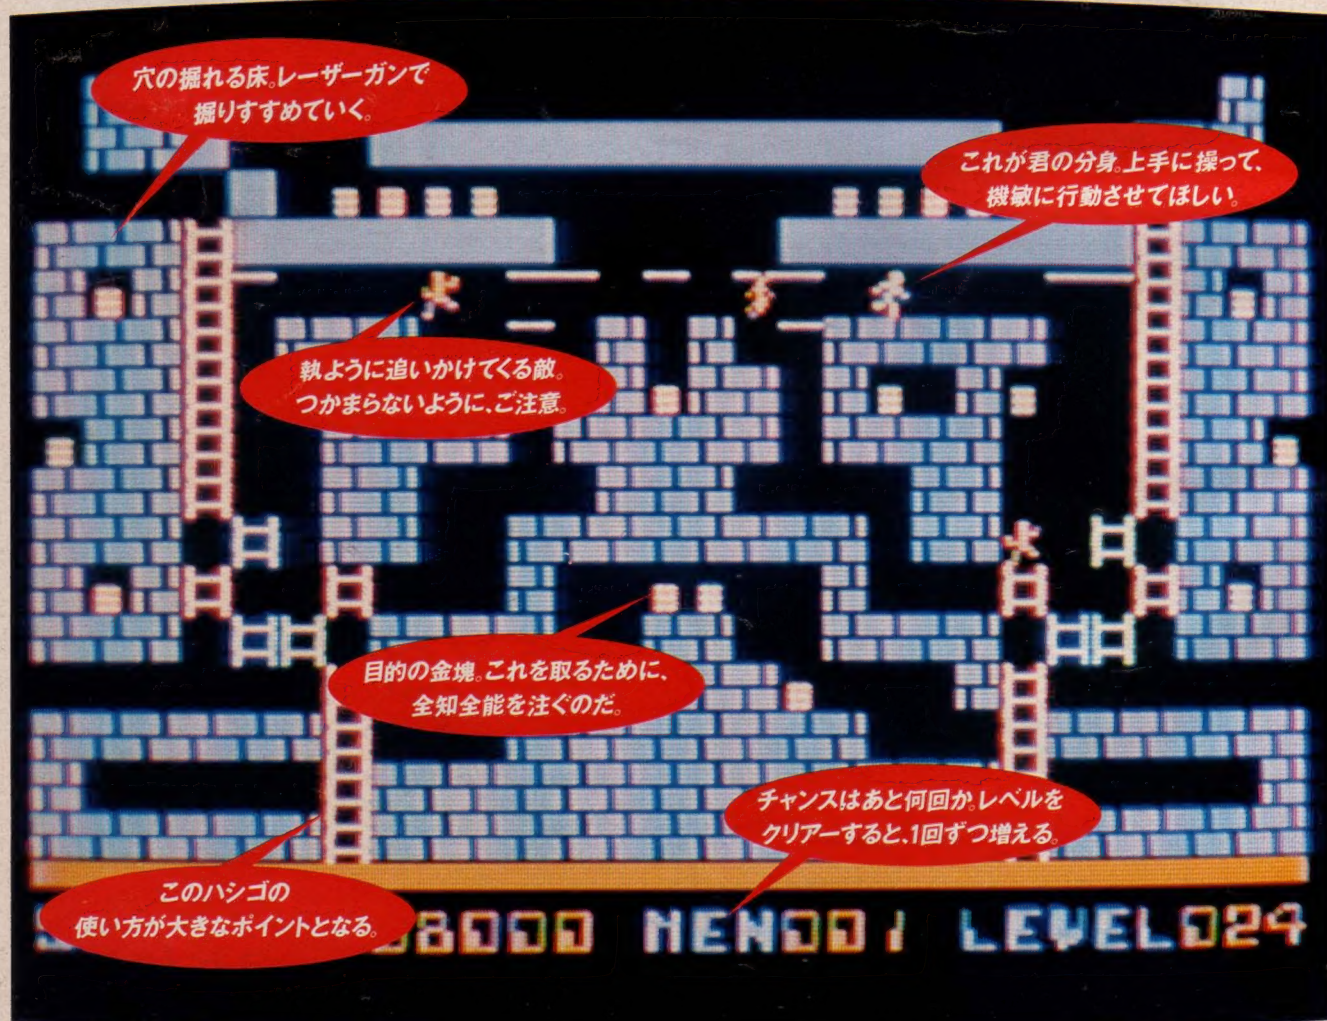 穴の掘れる床。レーザーガンで
掘りすすめていく。
これが君の分身。上手に操って、
機敏に行動させてほしい。
執ように追いかけてくる敵。
つかまらないように、ご注意。
目的の金塊。これを取るために、
全知全能を注ぐのだ。
チャンスはあと何回か。レベルを
クリアーすると、1回ずつ増える。
このハシゴの
使い方が大きなポイントとなる。
8000 MEN001 LEVEL024